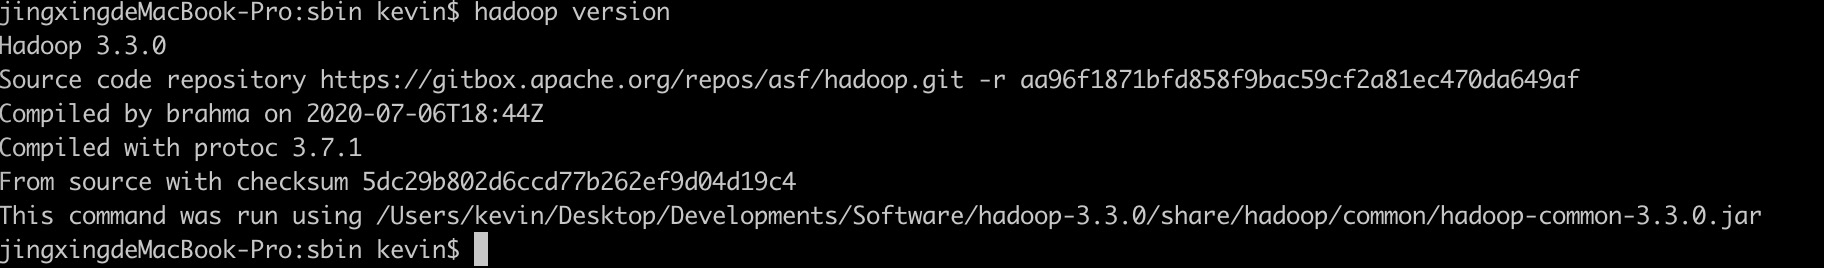 jingxingdeMacBook-Pro:sbin kevin$ hadoop version
Hadoop 3.3.0
Source code repository https://gitbox.apache.org/repos/asf/hadoop.git -r aa96f1871bfd858f9bac59cf2a81ec470da649af
Compiled by brahma on 2020-07-06T18:44Z
Compiled with protoc 3.7.1
From source with checksum 5dc29b802d6ccd77b262ef9d04d19c4
This command was run using /Users/kevin/Desktop/Developments/Software/hadoop-3.3.0/share/hadoop/common/hadoop-common-3.3.0.jar
jingxingdeMacBook-Pro:sbin kevin$